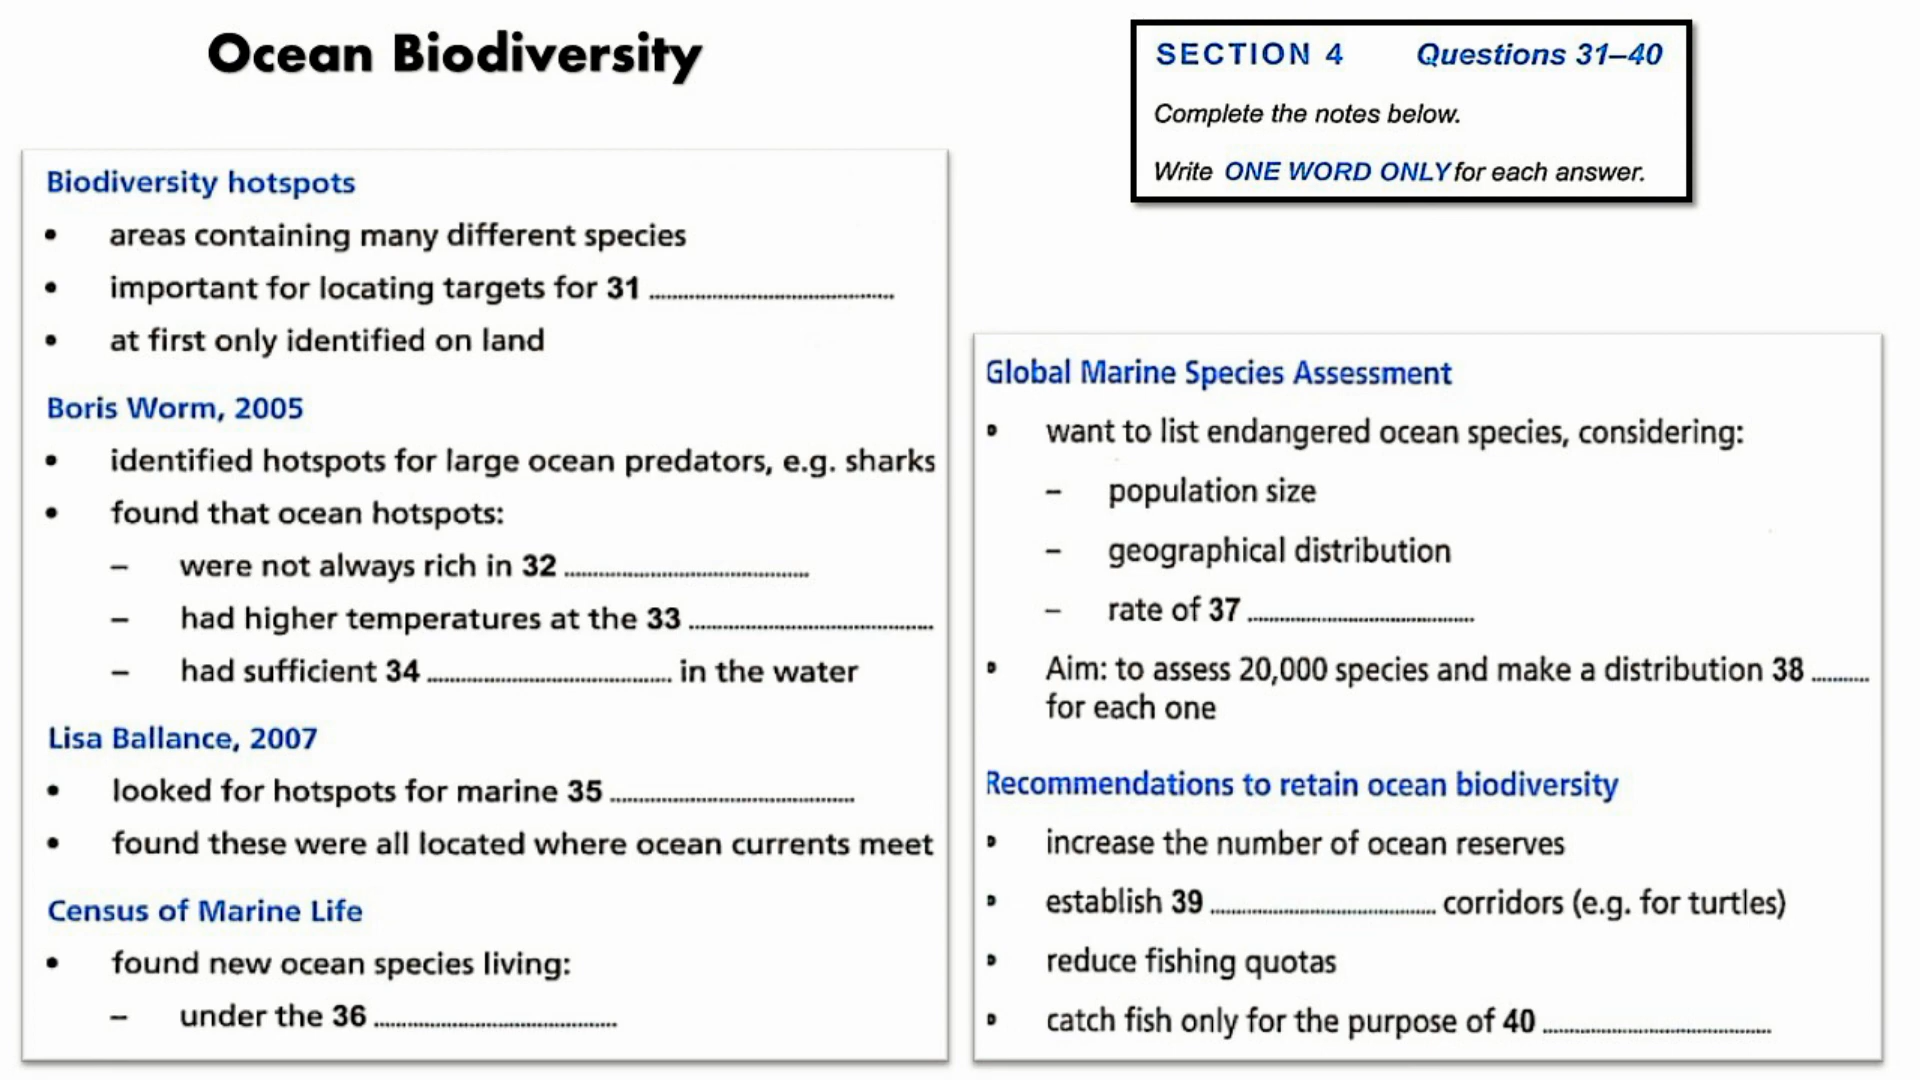 Ocean Biodiversity
SECTION 4 Questions 31–40
Complete the notes below.
Write ONE WORD ONLY for each answer.
Biodiversity hotspots
• areas containing many different species
• important for locating targets for 31 ........................................
• at first only identified on land
Boris Worm, 2005
• identified hotspots for large ocean predators, e.g. sharks
• found that ocean hotspots:
– were not always rich in 32 ........................................
– had higher temperatures at the 33 ........................................
– had sufficient 34 ........................................ in the water
Lisa Ballance, 2007
• looked for hotspots for marine 35 ........................................
• found these were all located where ocean currents meet
Census of Marine Life
• found new ocean species living:
– under the 36 ........................................
Global Marine Species Assessment
• want to list endangered ocean species, considering:
– population size
– geographical distribution
– rate of 37 ........................................
• Aim: to assess 20,000 species and make a distribution 38 ..........
for each one
Recommendations to retain ocean biodiversity
• increase the number of ocean reserves
• establish 39 ........................................ corridors (e.g. for turtles)
• reduce fishing quotas
• catch fish only for the purpose of 40 ........................................